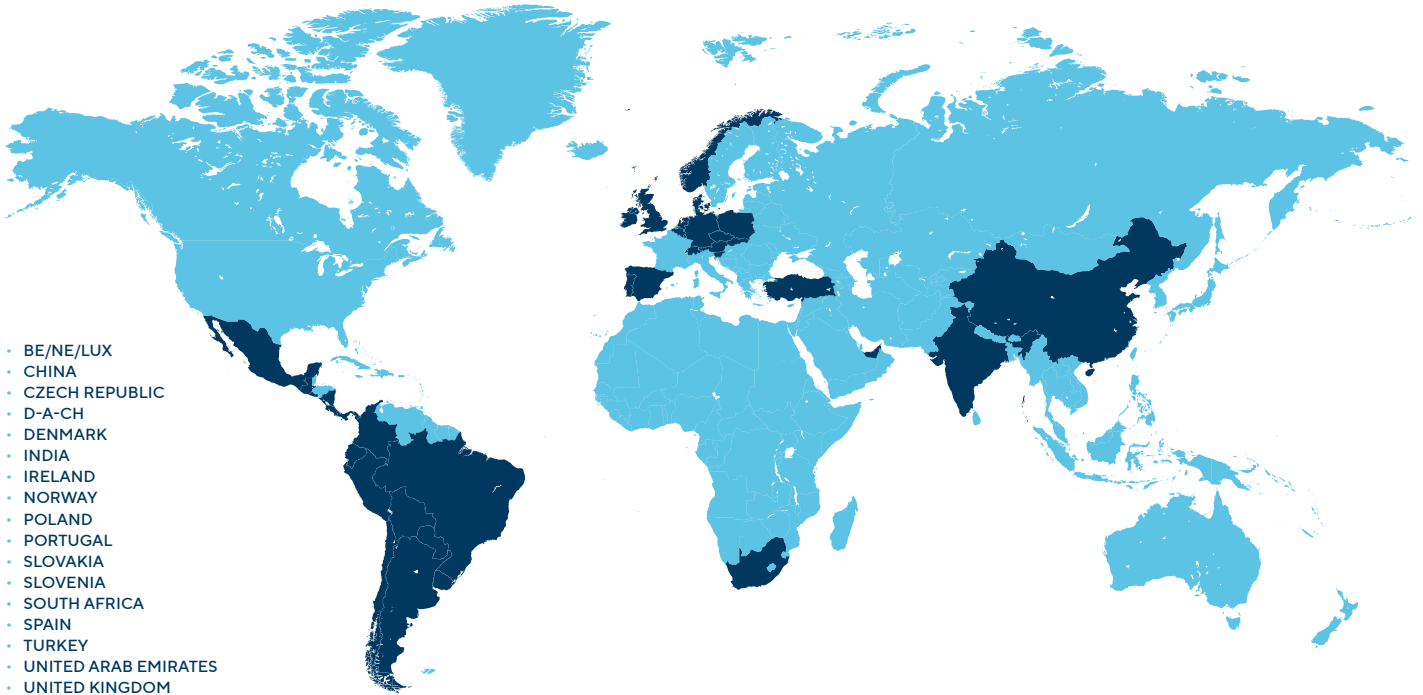 BE/NE/LUX
CHINA
CZECH REPUBLIC
D-A-CH
DENMARK
INDIA
IRELAND
NORWAY
POLAND
PORTUGAL
SLOVAKIA
SLOVENIA
SOUTH AFRICA
SPAIN
TURKEY
UNITED ARAB EMIRATES
UNITED KINGDOM